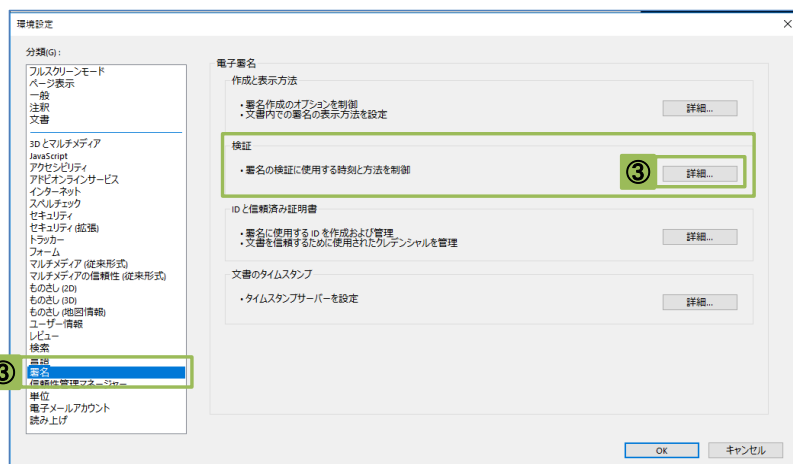 環境設定
分類(G):
フルスクリーンモード
ページ表示
一般
注釈
文書
3D とマルチメディア
JavaScript
アクセシビリティ
アドビオンラインサービス
インターネット
スペルチェック
セキュリティ
セキュリティ (拡張)
トラッカー
フォーム
マルチメディア (従来形式)
マルチメディアの信頼性 (従来形式)
ものさし (2D)
ものさし (3D)
ものさし (地図情報)
ユーザー情報
レビュー
検索
言語
③
署名
信頼性管理マネージャー
単位
電子メールアカウント
読み上げ
電子署名
作成と表示方法
・署名作成のオプションを制御
・文書内での署名の表示方法を設定
詳細...
検証
・署名の検証に使用する時刻と方法を制御
③
詳細...
ID と信頼済み証明書
・署名に使用する ID を作成および管理
・文書を信頼するために使用されたクレデンシャルを管理
詳細...
文書のタイムスタンプ
・タイムスタンプサーバーを設定
詳細...
OK
キャンセル